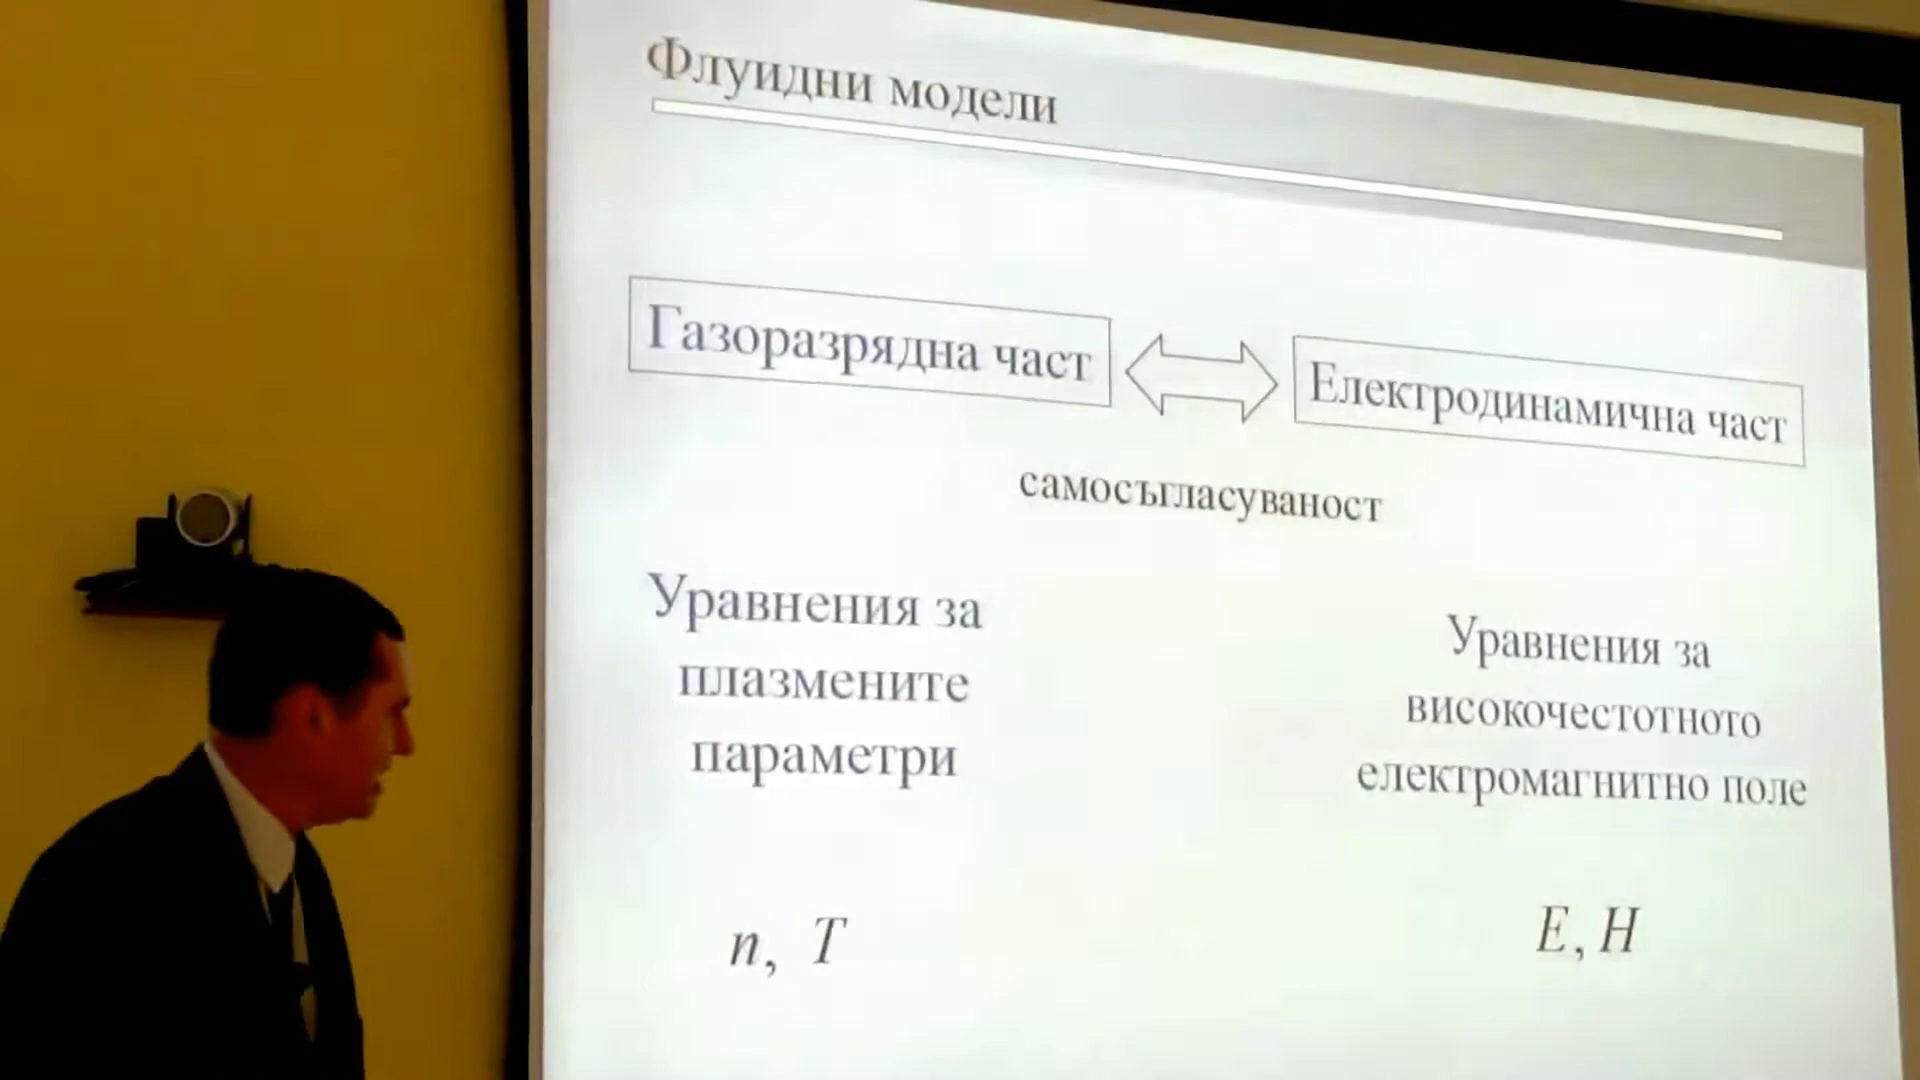 Флуидни модели
Газоразрядна част
Електродинамична част
самосъгласуваност
Уравнения за
плазмените
параметри
Уравнения за
високочестотното
електромагнитно поле
n, T
E, H